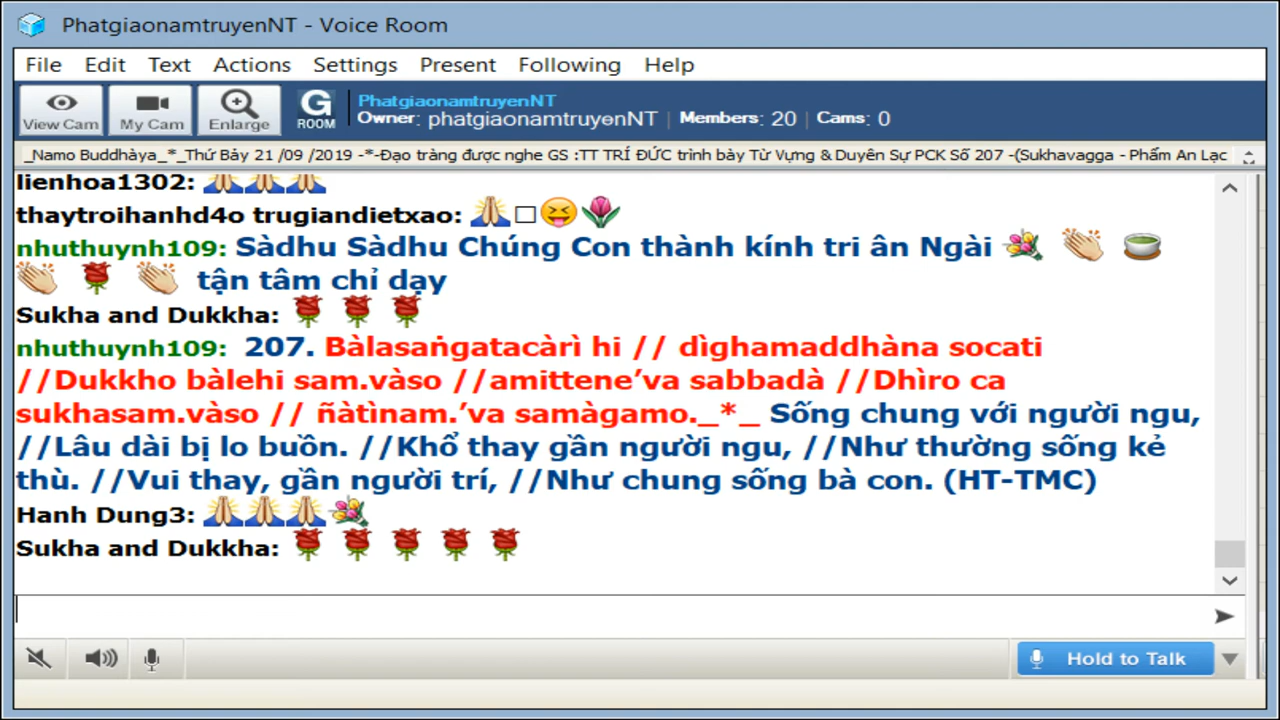 PhatgiaonamtruyenNT - Voice Room
File Edit Text Actions Settings Present Following Help
View Cam My Cam Enlarge G ROOM PhatgiaonamtruyenNT
Owner: phatgiaonamtruyenNT | Members: 20 | Cams: 0
_Namo Buddhàya_*_Thứ Bảy 21 /09 /2019 -*-Đạo tràng được nghe GS :TT TRÍ ĐỨC trình bày Từ Vựng & Duyên Sự PCK Số 207 -(Sukhavagga - Phẩm An Lạc
lienhoa1302: 🙏🙏🙏
thaytroihanhd4o trugiandietxao: 🙏□😝🌷
nhuthuynh109: Sàdhu Sàdhu Chúng Con thành kính tri ân Ngài 💐 👏 🍵
👏 🌹 👏 tận tâm chỉ dạy
Sukha and Dukkha: 🌹 🌹 🌹
nhuthuynh109: 207. Bàlasaṅgatacàrì hi // dìghamaddhàna socati
//Dukkho bàlehi sam.vàso //amittene’va sabbadà //Dhìro ca
sukhasam.vàso // ñàtìnam.’va samàgamo._*_ Sống chung với người ngu,
//Lâu dài bị lo buồn. //Khổ thay gần người ngu, //Như thường sống kẻ
thù. //Vui thay, gần người trí, //Như chung sống bà con. (HT-TMC)
Hanh Dung3: 🙏🙏🙏💐
Sukha and Dukkha: 🌹 🌹 🌹 🌹 🌹
Hold to Talk